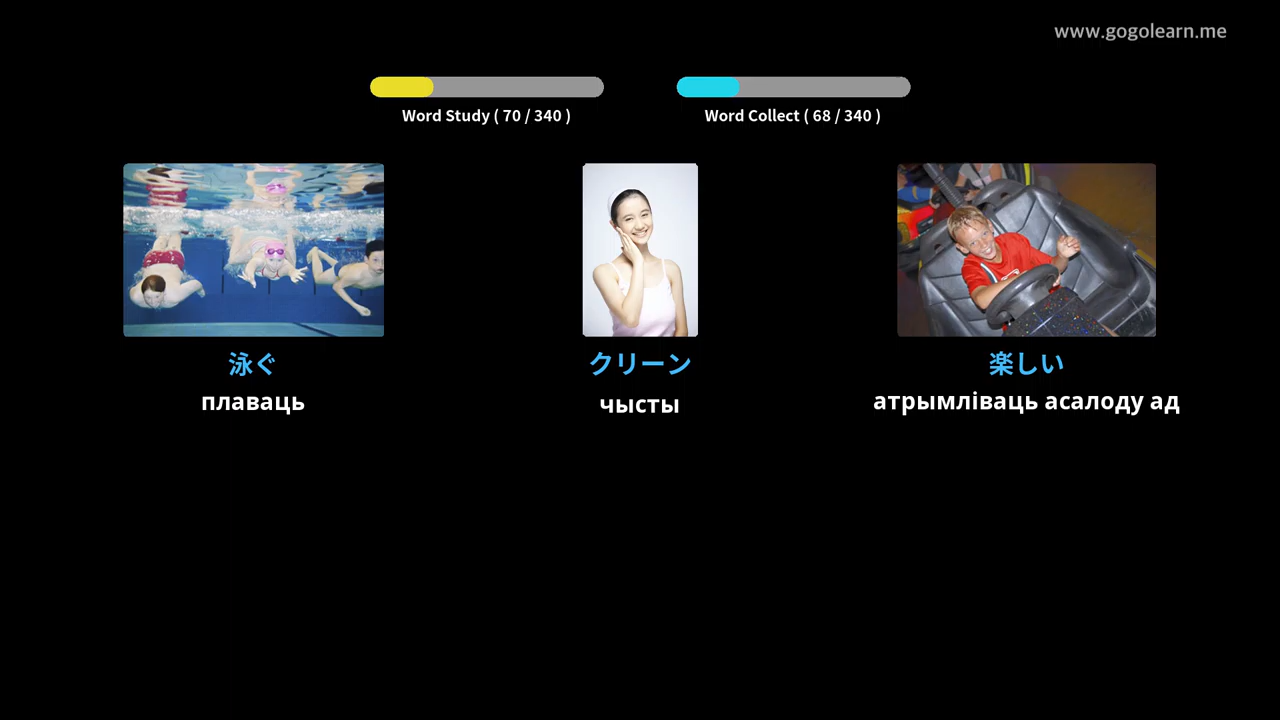 www.gogolearn.me
Word Study ( 70 / 340 )
Word Collect ( 68 / 340 )
泳ぐ
クリーン
楽しい
плаваць
чысты
атрымліваць асалоду ад